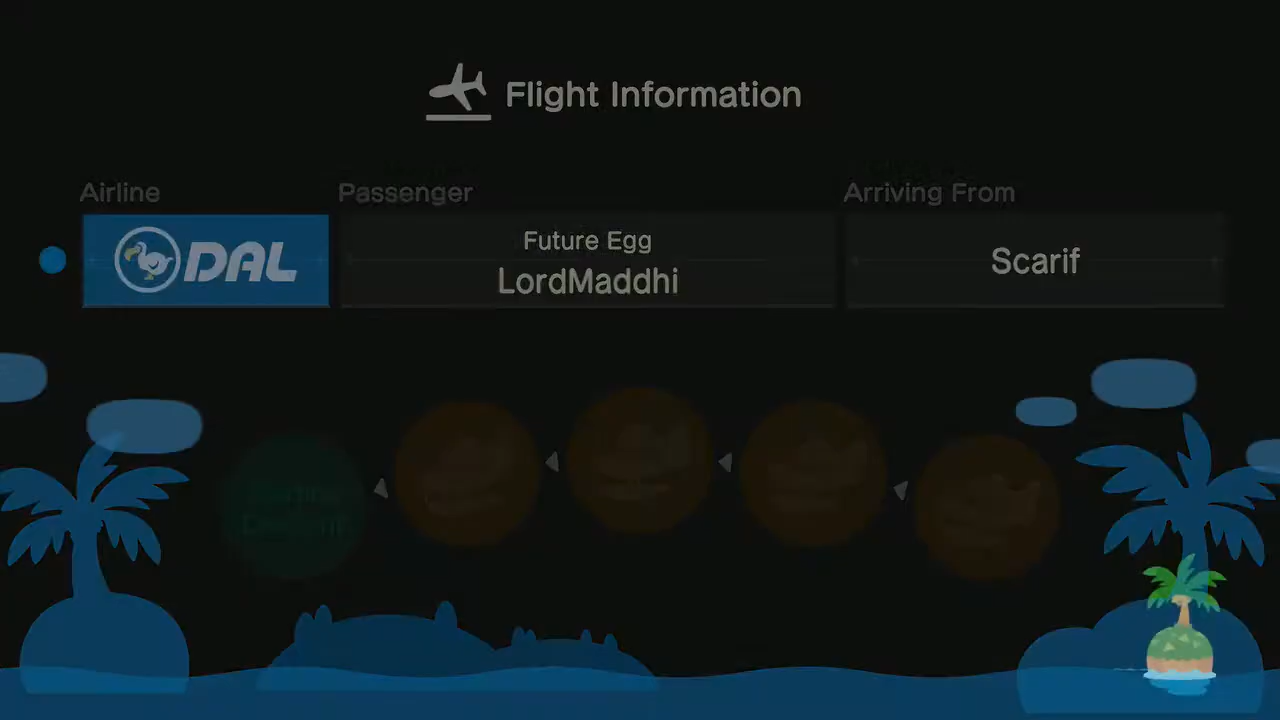 Flight Information
Airline
Passenger
Arriving From
DAL
Future Egg
LordMaddhi
Scarif